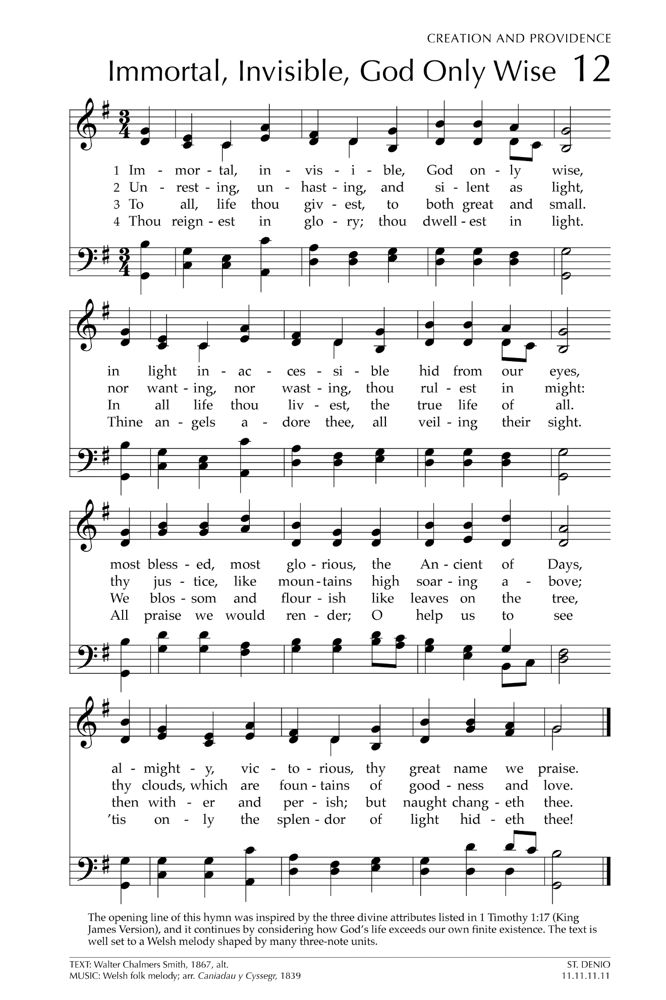 CREATION AND PROVIDENCE
Immortal, Invisible, God Only Wise 12
3 4
1 Im - mor - tal, in - vis - i - ble, God on - ly wise,
2 Un - rest - ing, un - hast - ing, and si - lent as light,
3 To all, life thou giv - est, to both great and small.
4 Thou reign - est in glo - ry; thou dwell - est in light.
3 4
in light in - ac - ces - si - ble hid from our eyes,
nor want - ing, nor wast - ing, thou rul - est in might:
In all life thou liv - est, the true life of all.
Thine an - gels a - dore thee, all veil - ing their sight.
most bless - ed, most glo - rious, the An - cient of Days,
thy jus - tice, like moun - tains high soar - ing a - bove;
We blos - som and flour - ish like leaves on the tree,
All praise we would ren - der; O help us to see
al - might - y, vic - to - rious, thy great name we praise.
thy clouds, which are foun - tains of good - ness and love.
then with - er and per - ish; but naught chang - eth thee.
’tis on - ly the splen - dor of light hid - eth thee!
The opening line of this hymn was inspired by the three divine attributes listed in 1 Timothy 1:17 (King
James Version), and it continues by considering how God’s life exceeds our own finite existence. The text is
well set to a Welsh melody shaped by many three-note units.
TEXT: Walter Chalmers Smith, 1867, alt. ST. DENIO
MUSIC: Welsh folk melody; arr. Caniadau y Cyssegr, 1839 11.11.11.11